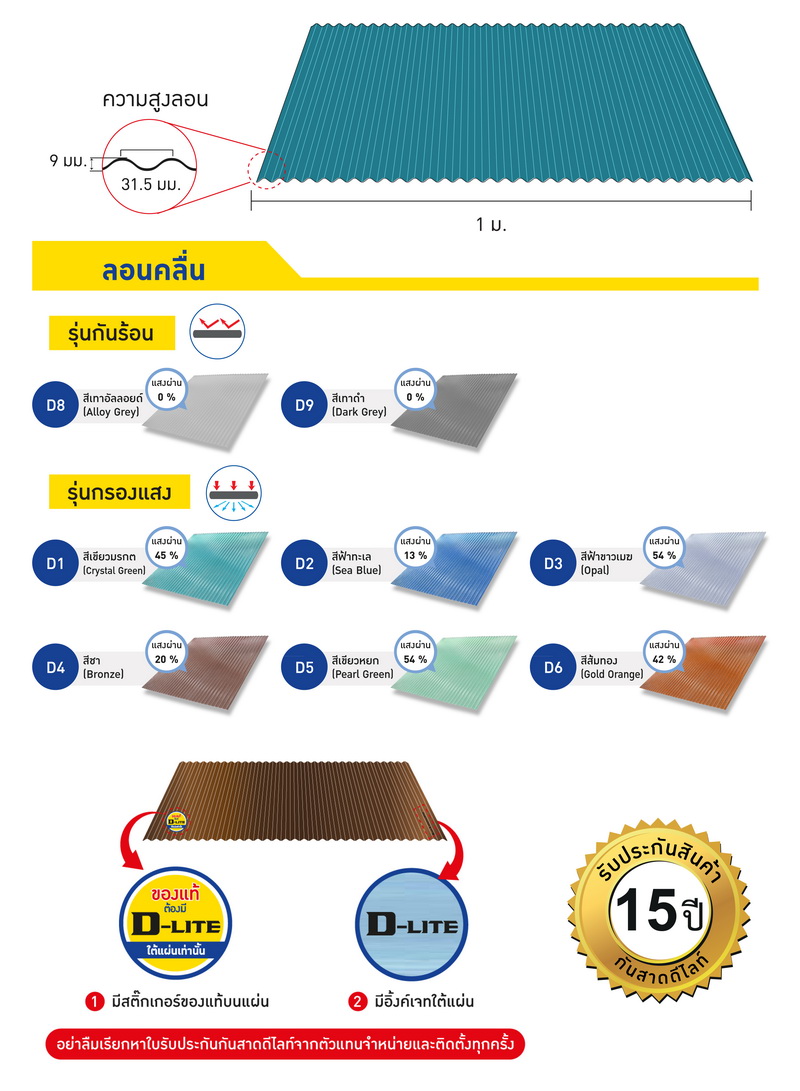 ความสูงลอน
9 มม.
31.5 มม.
1 ม.
ลอนคลื่น
รุ่นกันร้อน
D8
สีเทาอัลลอยด์
(Alloy Grey)
แสงผ่าน
0 %
D9
สีเทาดำ
(Dark Grey)
แสงผ่าน
0 %
รุ่นกรองแสง
D1
สีเขียวมรกต
(Crystal Green)
แสงผ่าน
45 %
D2
สีฟ้าทะเล
(Sea Blue)
แสงผ่าน
13 %
D3
สีฟ้าขาวเมฆ
(Opal)
แสงผ่าน
54 %
D4
สีชา
(Bronze)
แสงผ่าน
20 %
D5
สีเขียวหยก
(Pearl Green)
แสงผ่าน
54 %
D6
สีส้มทอง
(Gold Orange)
แสงผ่าน
42 %
D-LITE
ของแท้
ต้องมี
D-LITE
ใต้แผ่นเท่านั้น
D-LITE
รับประกันสินค้า
15 ปี
กันสาดดีไลท์
1 มีสติ๊กเกอร์ของแท้บนแผ่น
2 มีอิ้งค์เจทใต้แผ่น
อย่าลืมเรียกหาใบรับประกันกันสาดดีไลท์จากตัวแทนจำหน่ายและติดตั้งทุกครั้ง